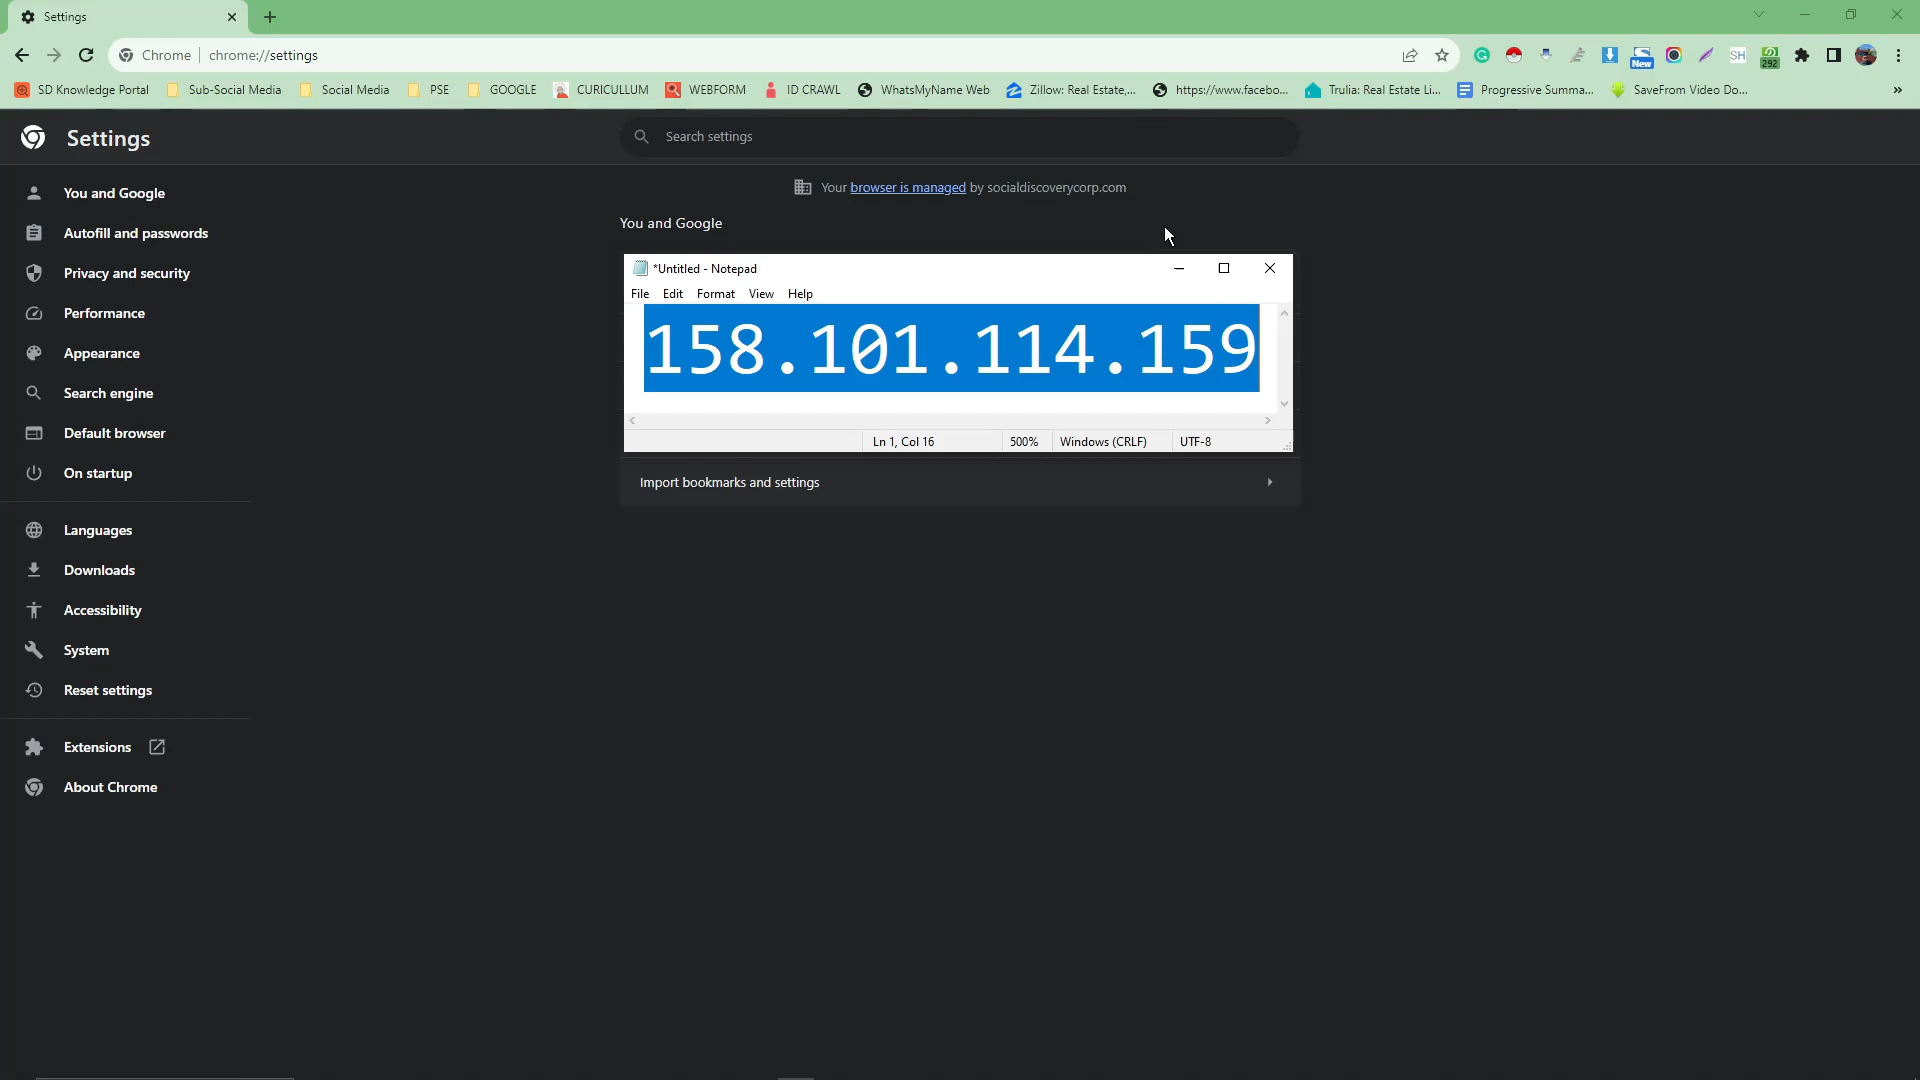 Settings
Chrome chrome://settings
New
SH
292
SD Knowledge Portal Sub-Social Media Social Media PSE GOOGLE CURICULLUM WEBFORM ID CRAWL WhatsMyName Web Zillow: Real Estate,... https://www.facebo... Trulia: Real Estate Li... Progressive Summa... SaveFrom Video Do... »
Settings
Search settings
Your browser is managed by socialdiscoverycorp.com
You and Google
Autofill and passwords
Privacy and security
Performance
Appearance
Search engine
Default browser
On startup
Languages
Downloads
Accessibility
System
Reset settings
Extensions
About Chrome
You and Google
*Untitled - Notepad
File Edit Format View Help
158.101.114.159
Ln 1, Col 16 500% Windows (CRLF) UTF-8
Import bookmarks and settings